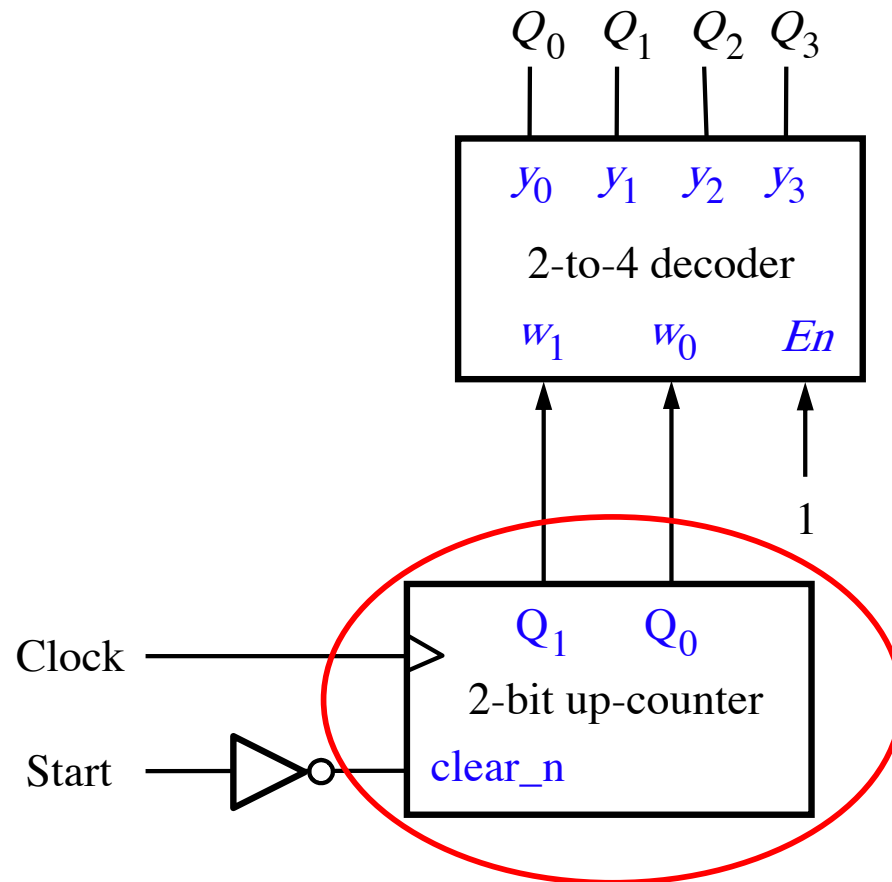 Q₀ Q₁ Q₂ Q₃
y₀ y₁ y₂ y₃
2-to-4 decoder
w₁ w₀ En
1
Q₁ Q₀
Clock
2-bit up-counter
Start
clear_n